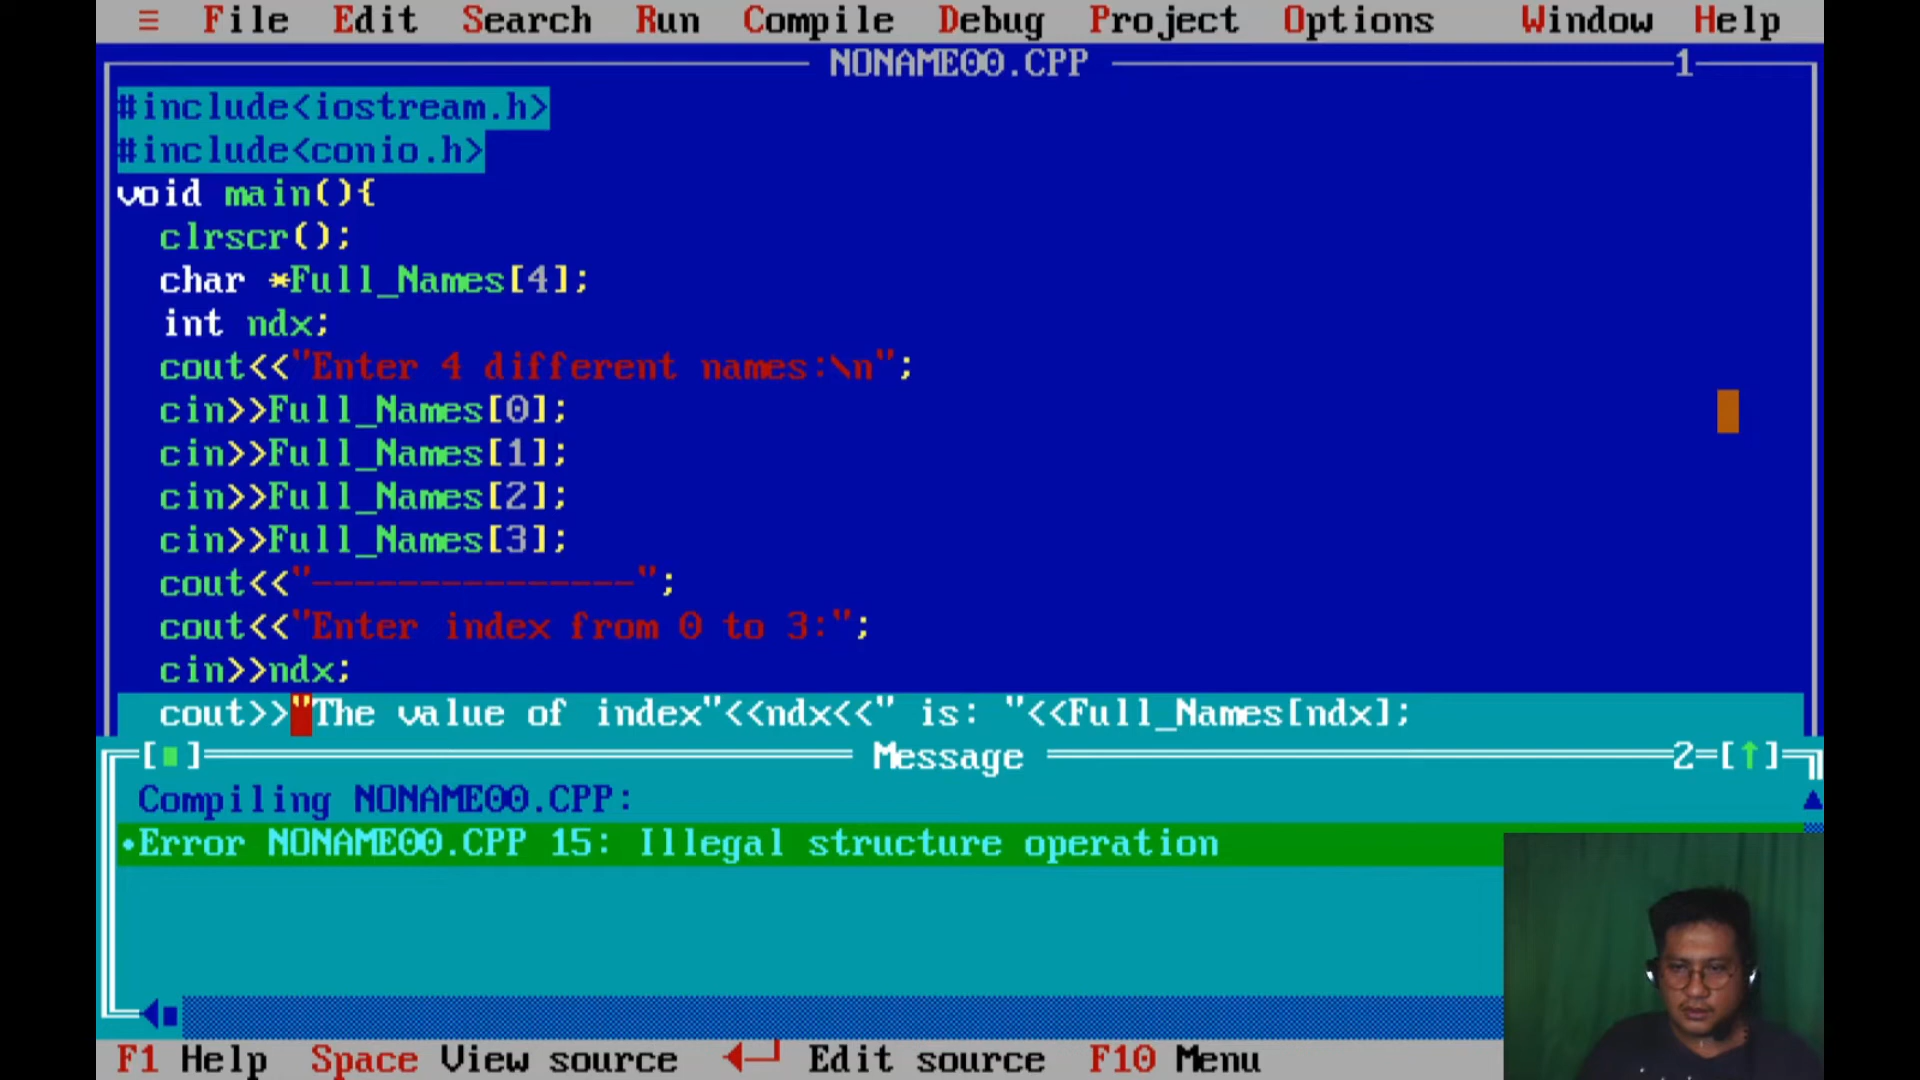 ≡ File Edit Search Run Compile Debug Project Options Window Help
NONAME00.CPP 1
#include<iostream.h>
#include<conio.h>
void main(){
clrscr();
char *Full_Names[4];
int ndx;
cout<<"Enter 4 different names:\n";
cin>>Full_Names[0];
cin>>Full_Names[1];
cin>>Full_Names[2];
cin>>Full_Names[3];
cout<<"---------------";
cout<<"Enter index from 0 to 3:";
cin>>ndx;
cout>>"The value of index"<<ndx<<" is: "<<Full_Names[ndx];
[■] Message 2=[↑]
Compiling NONAME00.CPP:
•Error NONAME00.CPP 15: Illegal structure operation
F1 Help Space View source ◄─┘ Edit source F10 Menu